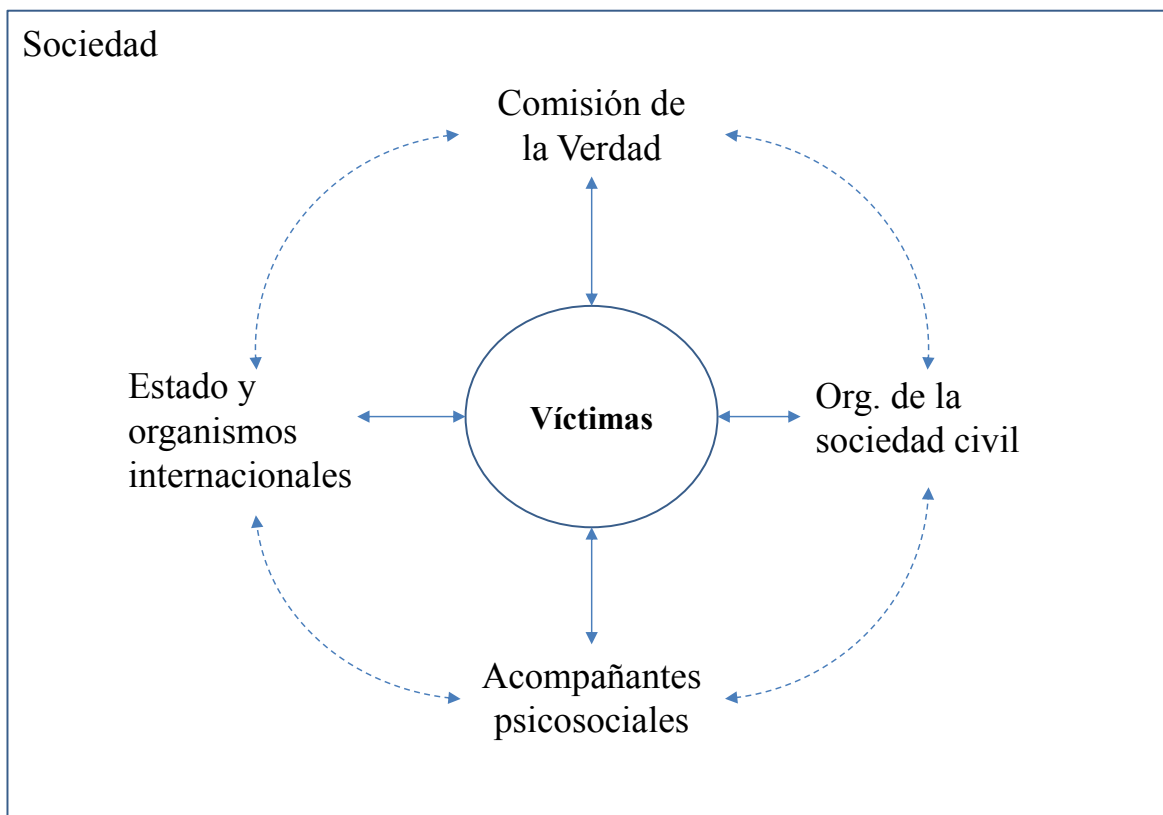 Sociedad
Comisión de
la Verdad
Estado y
organismos
internacionales
Víctimas
Org. de la
sociedad civil
Acompañantes
psicosociales